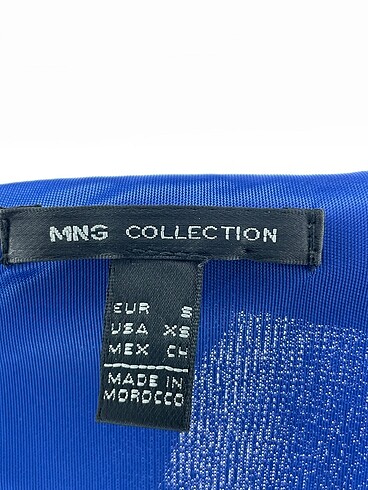 MNG COLLECTION
EUR S
USA XS
MEX CH
MADE IN
MOROCCO